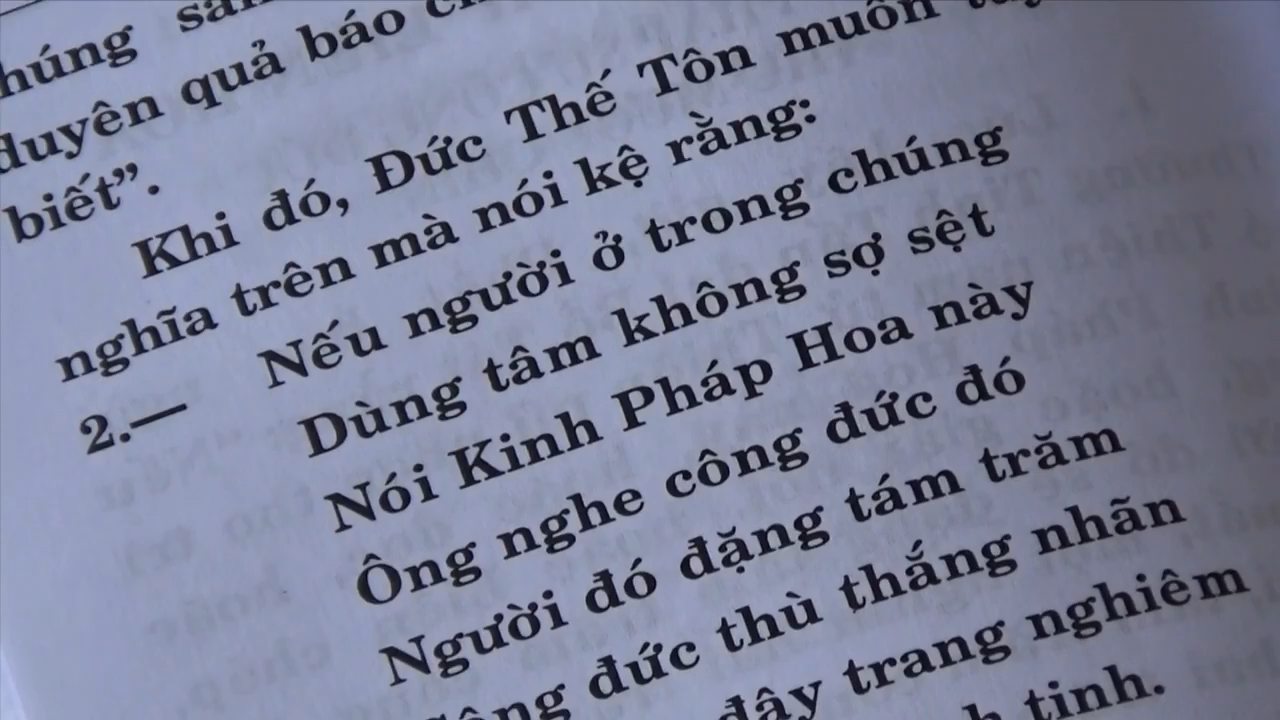 húng
duyên quả báo
biết”.
Khi đó, Đức Thế Tôn muốn
nghĩa trên mà nói kệ rằng:
2.— Nếu người ở trong chúng
Dùng tâm không sợ sệt
Nói Kinh Pháp Hoa này
Ông nghe công đức đó
Người đó đặng tám trăm
đức thù thắng nhãn
đây trang nghiêm
tịnh.